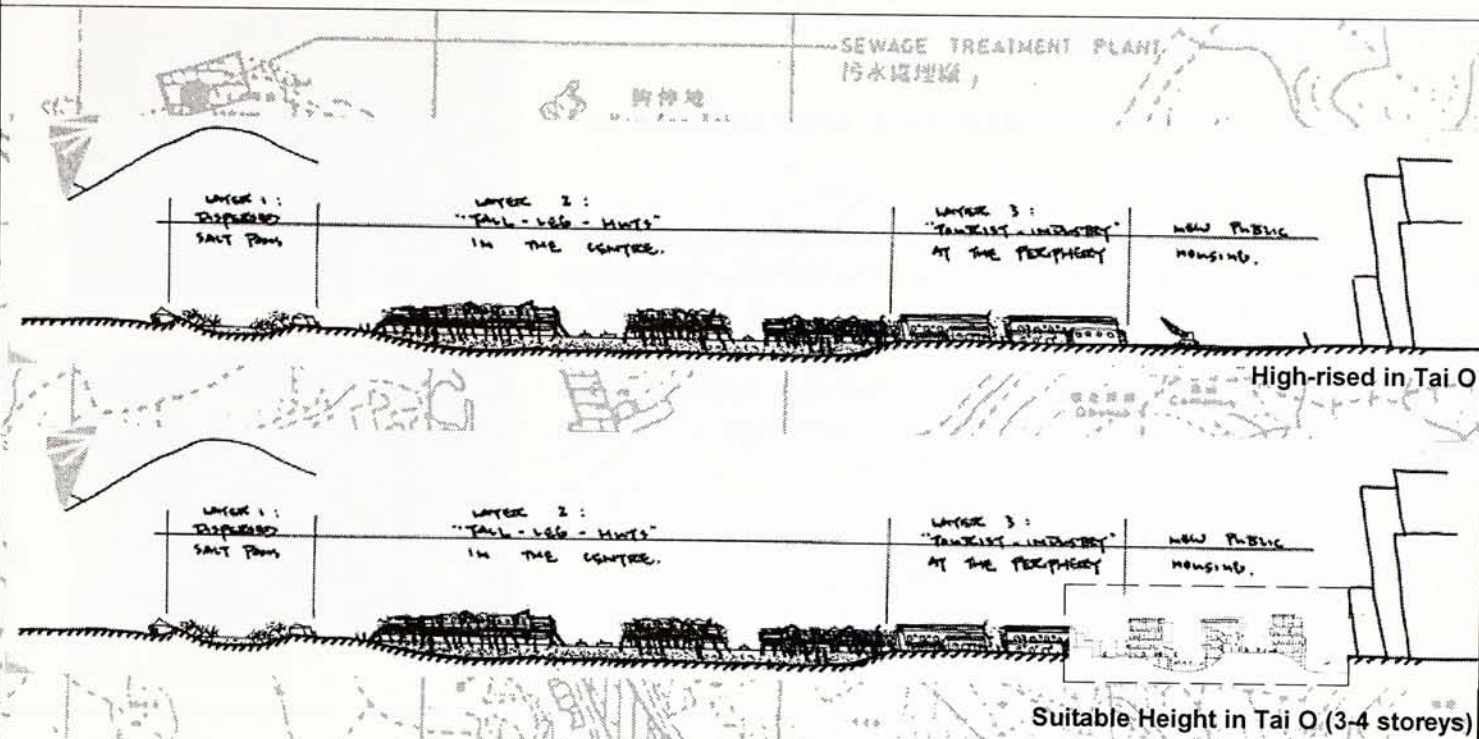 SEWAGE TREATMENT PLANT
污水處理廠
LAYER 1 :
DISPERSED
SALT PANS
LAYER 2 :
"TALL - LEG - HUTS"
IN THE CENTRE.
LAYER 3 :
"TOURIST - INDUSTRY"
AT THE PERIPHERY
NEW PUBLIC
HOUSING.
High-rised in Tai O
LAYER 1 :
DISPERSED
SALT PANS
LAYER 2 :
"TALL - LEG - HUTS"
IN THE CENTRE.
LAYER 3 :
"TOURIST - INDUSTRY"
AT THE PERIPHERY
NEW PUBLIC
HOUSING.
Suitable Height in Tai O (3-4 storeys)